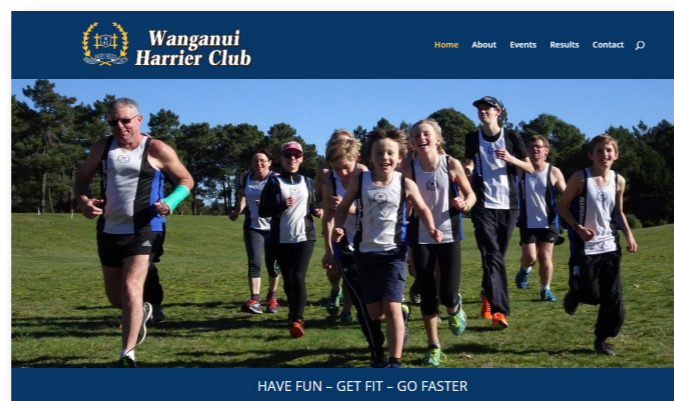 Wanganui
Harrier Club
Home About Events Results Contact
HAVE FUN – GET FIT – GO FASTER